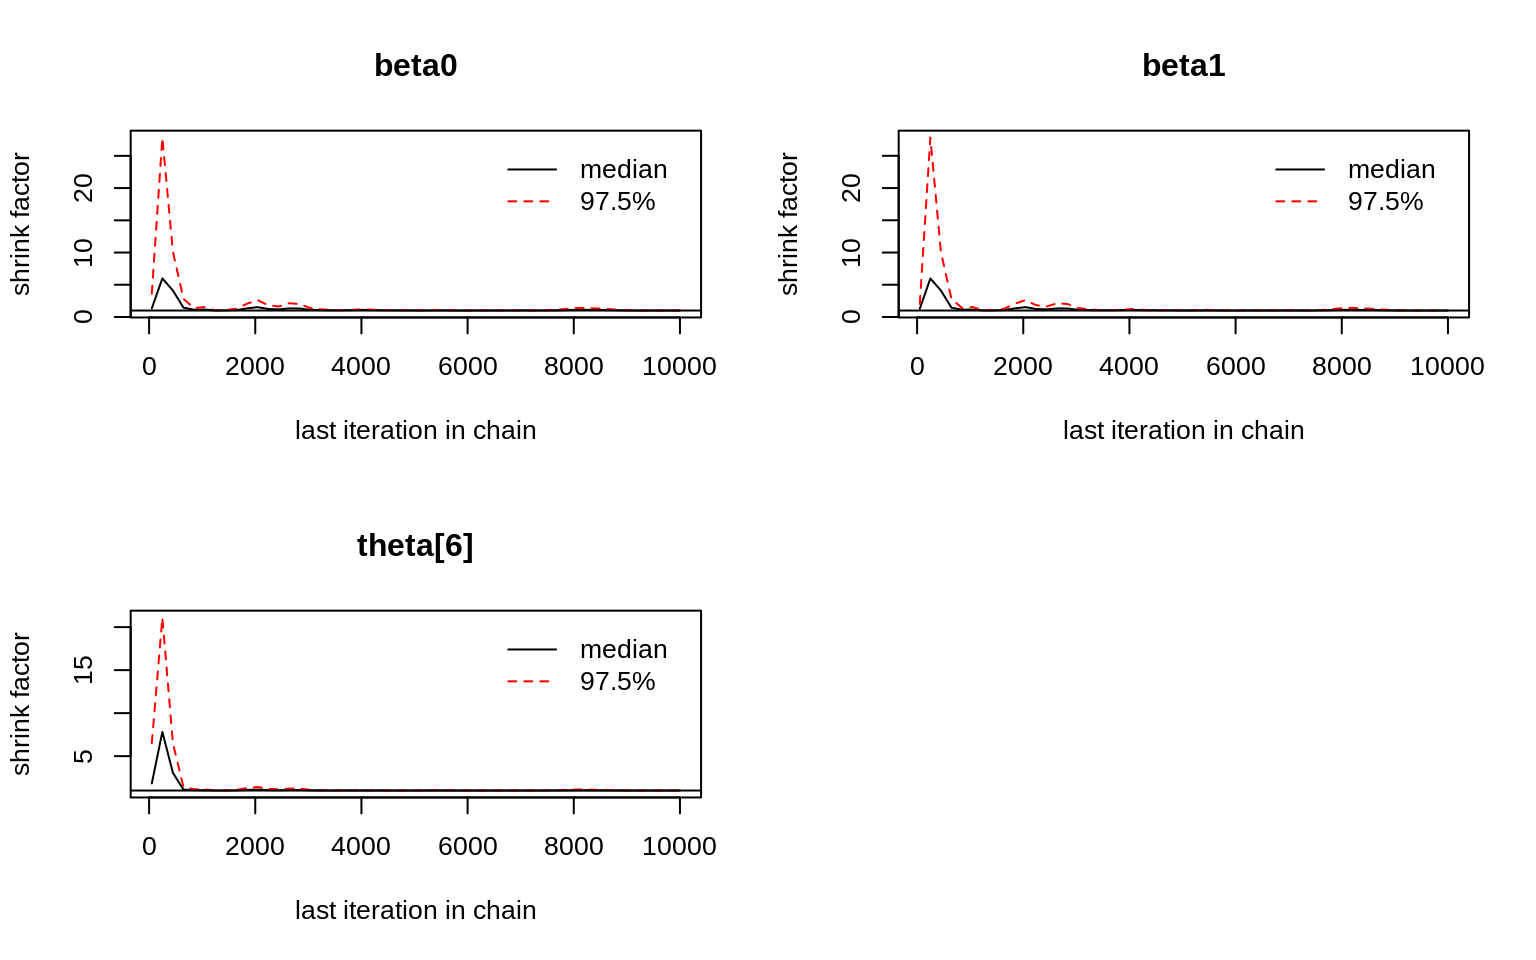 beta0
shrink factor
0 10 20
median
97.5%
0 2000 4000 6000 8000 10000
last iteration in chain
beta1
shrink factor
0 10 20
median
97.5%
0 2000 4000 6000 8000 10000
last iteration in chain
theta[6]
shrink factor
5 15
median
97.5%
0 2000 4000 6000 8000 10000
last iteration in chain